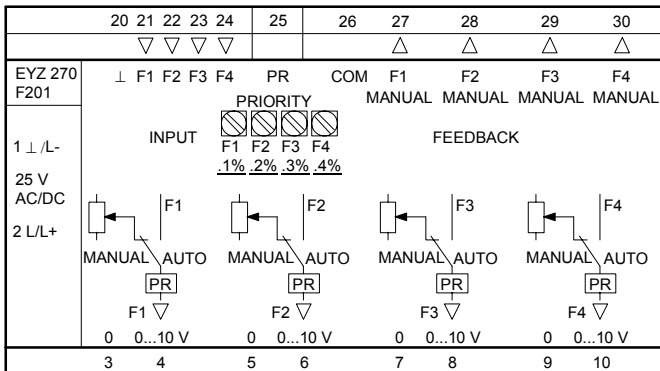 20 21 22 23 24 25 26 27 28 29 30
EYZ 270 ⊥ F1 F2 F3 F4 PR COM F1 F2 F3 F4
F201 MANUAL MANUAL MANUAL MANUAL
PRIORITY
1 ⊥ /L- INPUT FEEDBACK
F1 F2 F3 F4
.1% .2% .3% .4%
25 V
AC/DC
F1 F2 F3 F4
2 L/L+
MANUAL AUTO MANUAL AUTO MANUAL AUTO MANUAL AUTO
PR PR PR PR
F1 F2 F3 F4
0 0...10 V 0 0...10 V 0 0...10 V 0 0...10 V
3 4 5 6 7 8 9 10